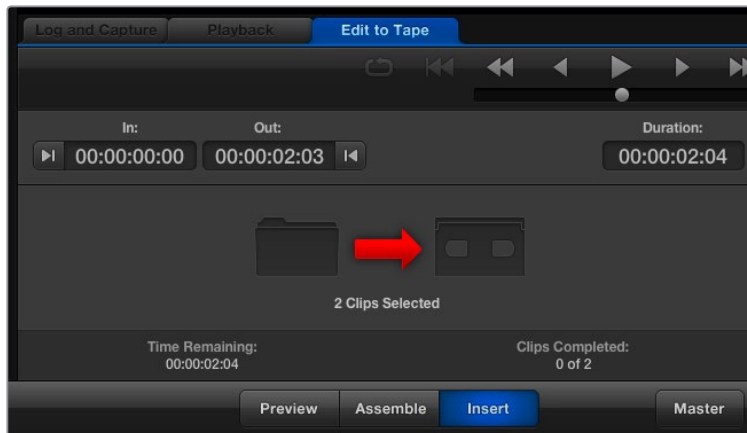 Log and Capture Playback Edit to Tape
In: Out: Duration:
00:00:00:00 00:00:02:03 00:00:02:04
2 Clips Selected
Time Remaining: Clips Completed:
00:00:02:04 0 of 2
Preview Assemble Insert Master